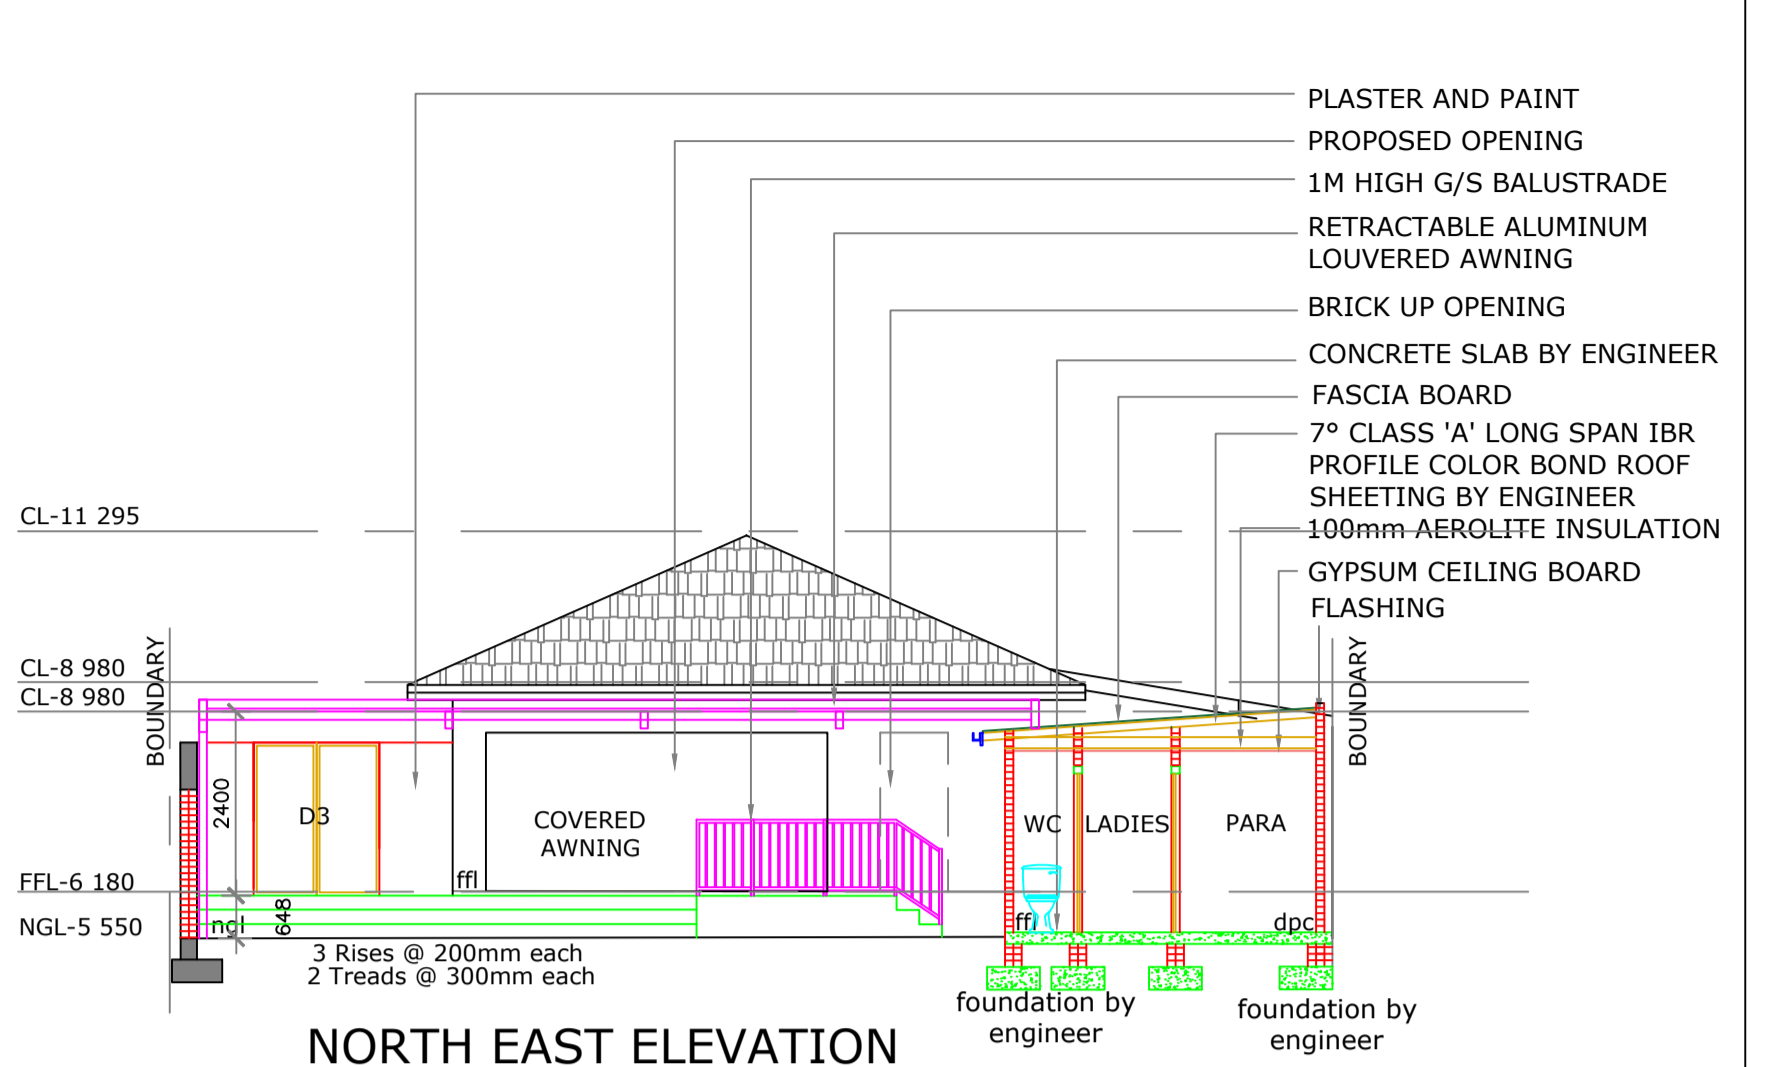 PLASTER AND PAINT
PROPOSED OPENING
1M HIGH G/S BALUSTRADE
RETRACTABLE ALUMINUM
LOUVERED AWNING
BRICK UP OPENING
CONCRETE SLAB BY ENGINEER
FASCIA BOARD
7° CLASS 'A' LONG SPAN IBR
PROFILE COLOR BOND ROOF
SHEETING BY ENGINEER
100mm AEROLITE INSULATION
GYPSUM CEILING BOARD
FLASHING
CL-11 295
CL-8 980
CL-8 980
BOUNDARY
BOUNDARY
2400
D3
COVERED
AWNING
WC
LADIES
PARA
FFL-6 180
ffl
NGL-5 550
ngl
648
ffl
dpc
3 Rises @ 200mm each
2 Treads @ 300mm each
foundation by
engineer
foundation by
engineer
NORTH EAST ELEVATION